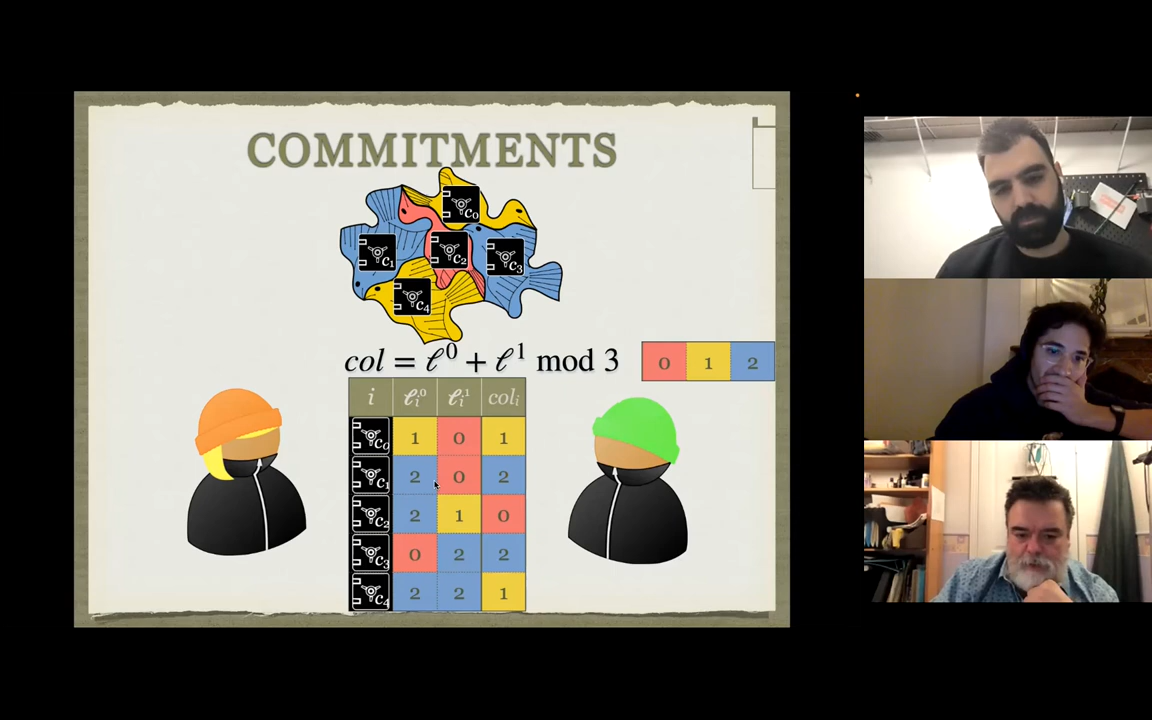 COMMITMENTS
c₀
c₁ c₂ c₃
c₄
col = ℓ⁰ + ℓ¹ mod 3
0 1 2
i ℓᵢ⁰ ℓᵢ¹ colᵢ
c₀ 1 0 1
c₁ 2 0 2
c₂ 2 1 0
c₃ 0 2 2
c₄ 2 2 1